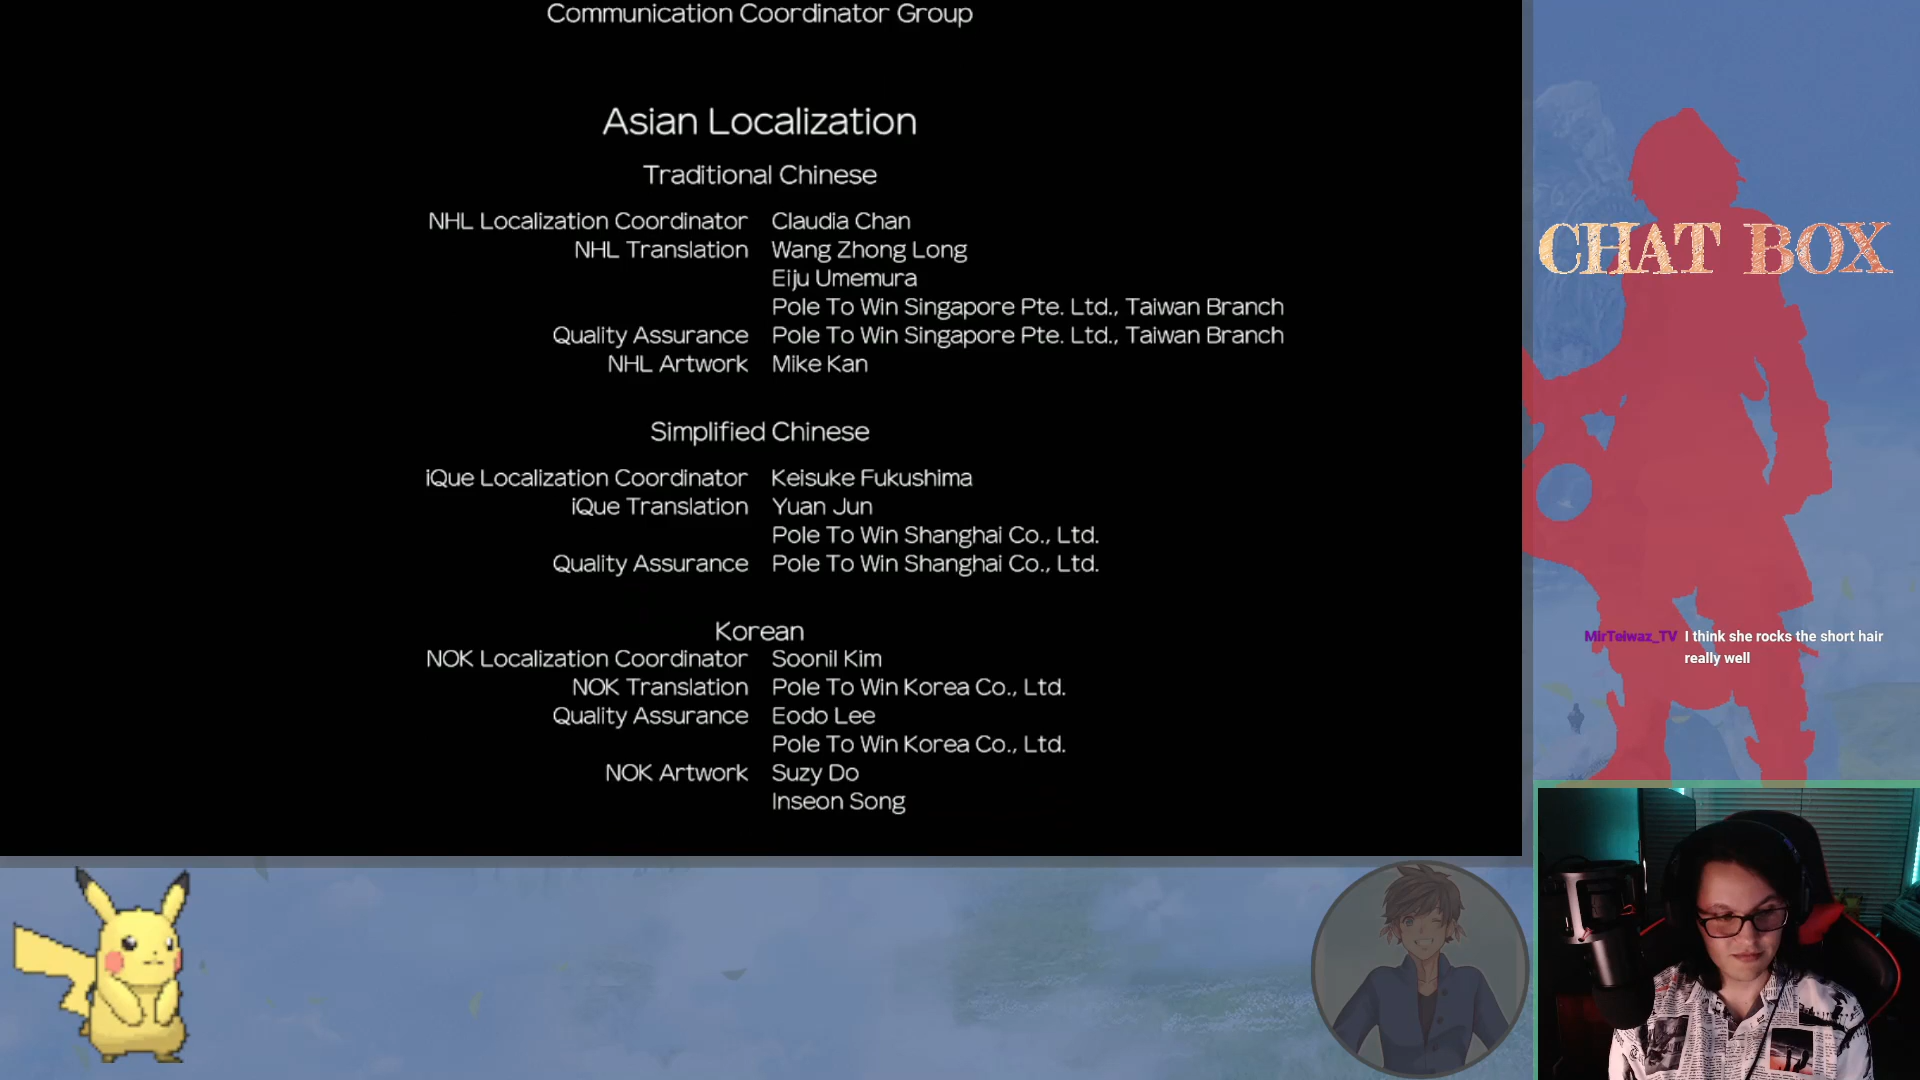 Communication Coordinator Group
Asian Localization
Traditional Chinese
NHL Localization Coordinator Claudia Chan
NHL Translation Wang Zhong Long
Eiju Umemura
Pole To Win Singapore Pte. Ltd., Taiwan Branch
Quality Assurance Pole To Win Singapore Pte. Ltd., Taiwan Branch
NHL Artwork Mike Kan
Simplified Chinese
iQue Localization Coordinator Keisuke Fukushima
iQue Translation Yuan Jun
Pole To Win Shanghai Co., Ltd.
Quality Assurance Pole To Win Shanghai Co., Ltd.
Korean
NOK Localization Coordinator Soonil Kim
NOK Translation Pole To Win Korea Co., Ltd.
Quality Assurance Eodo Lee
Pole To Win Korea Co., Ltd.
NOK Artwork Suzy Do
Inseon Song
CHAT BOX
MirTeiwaz_TV I think she rocks the short hair
really well